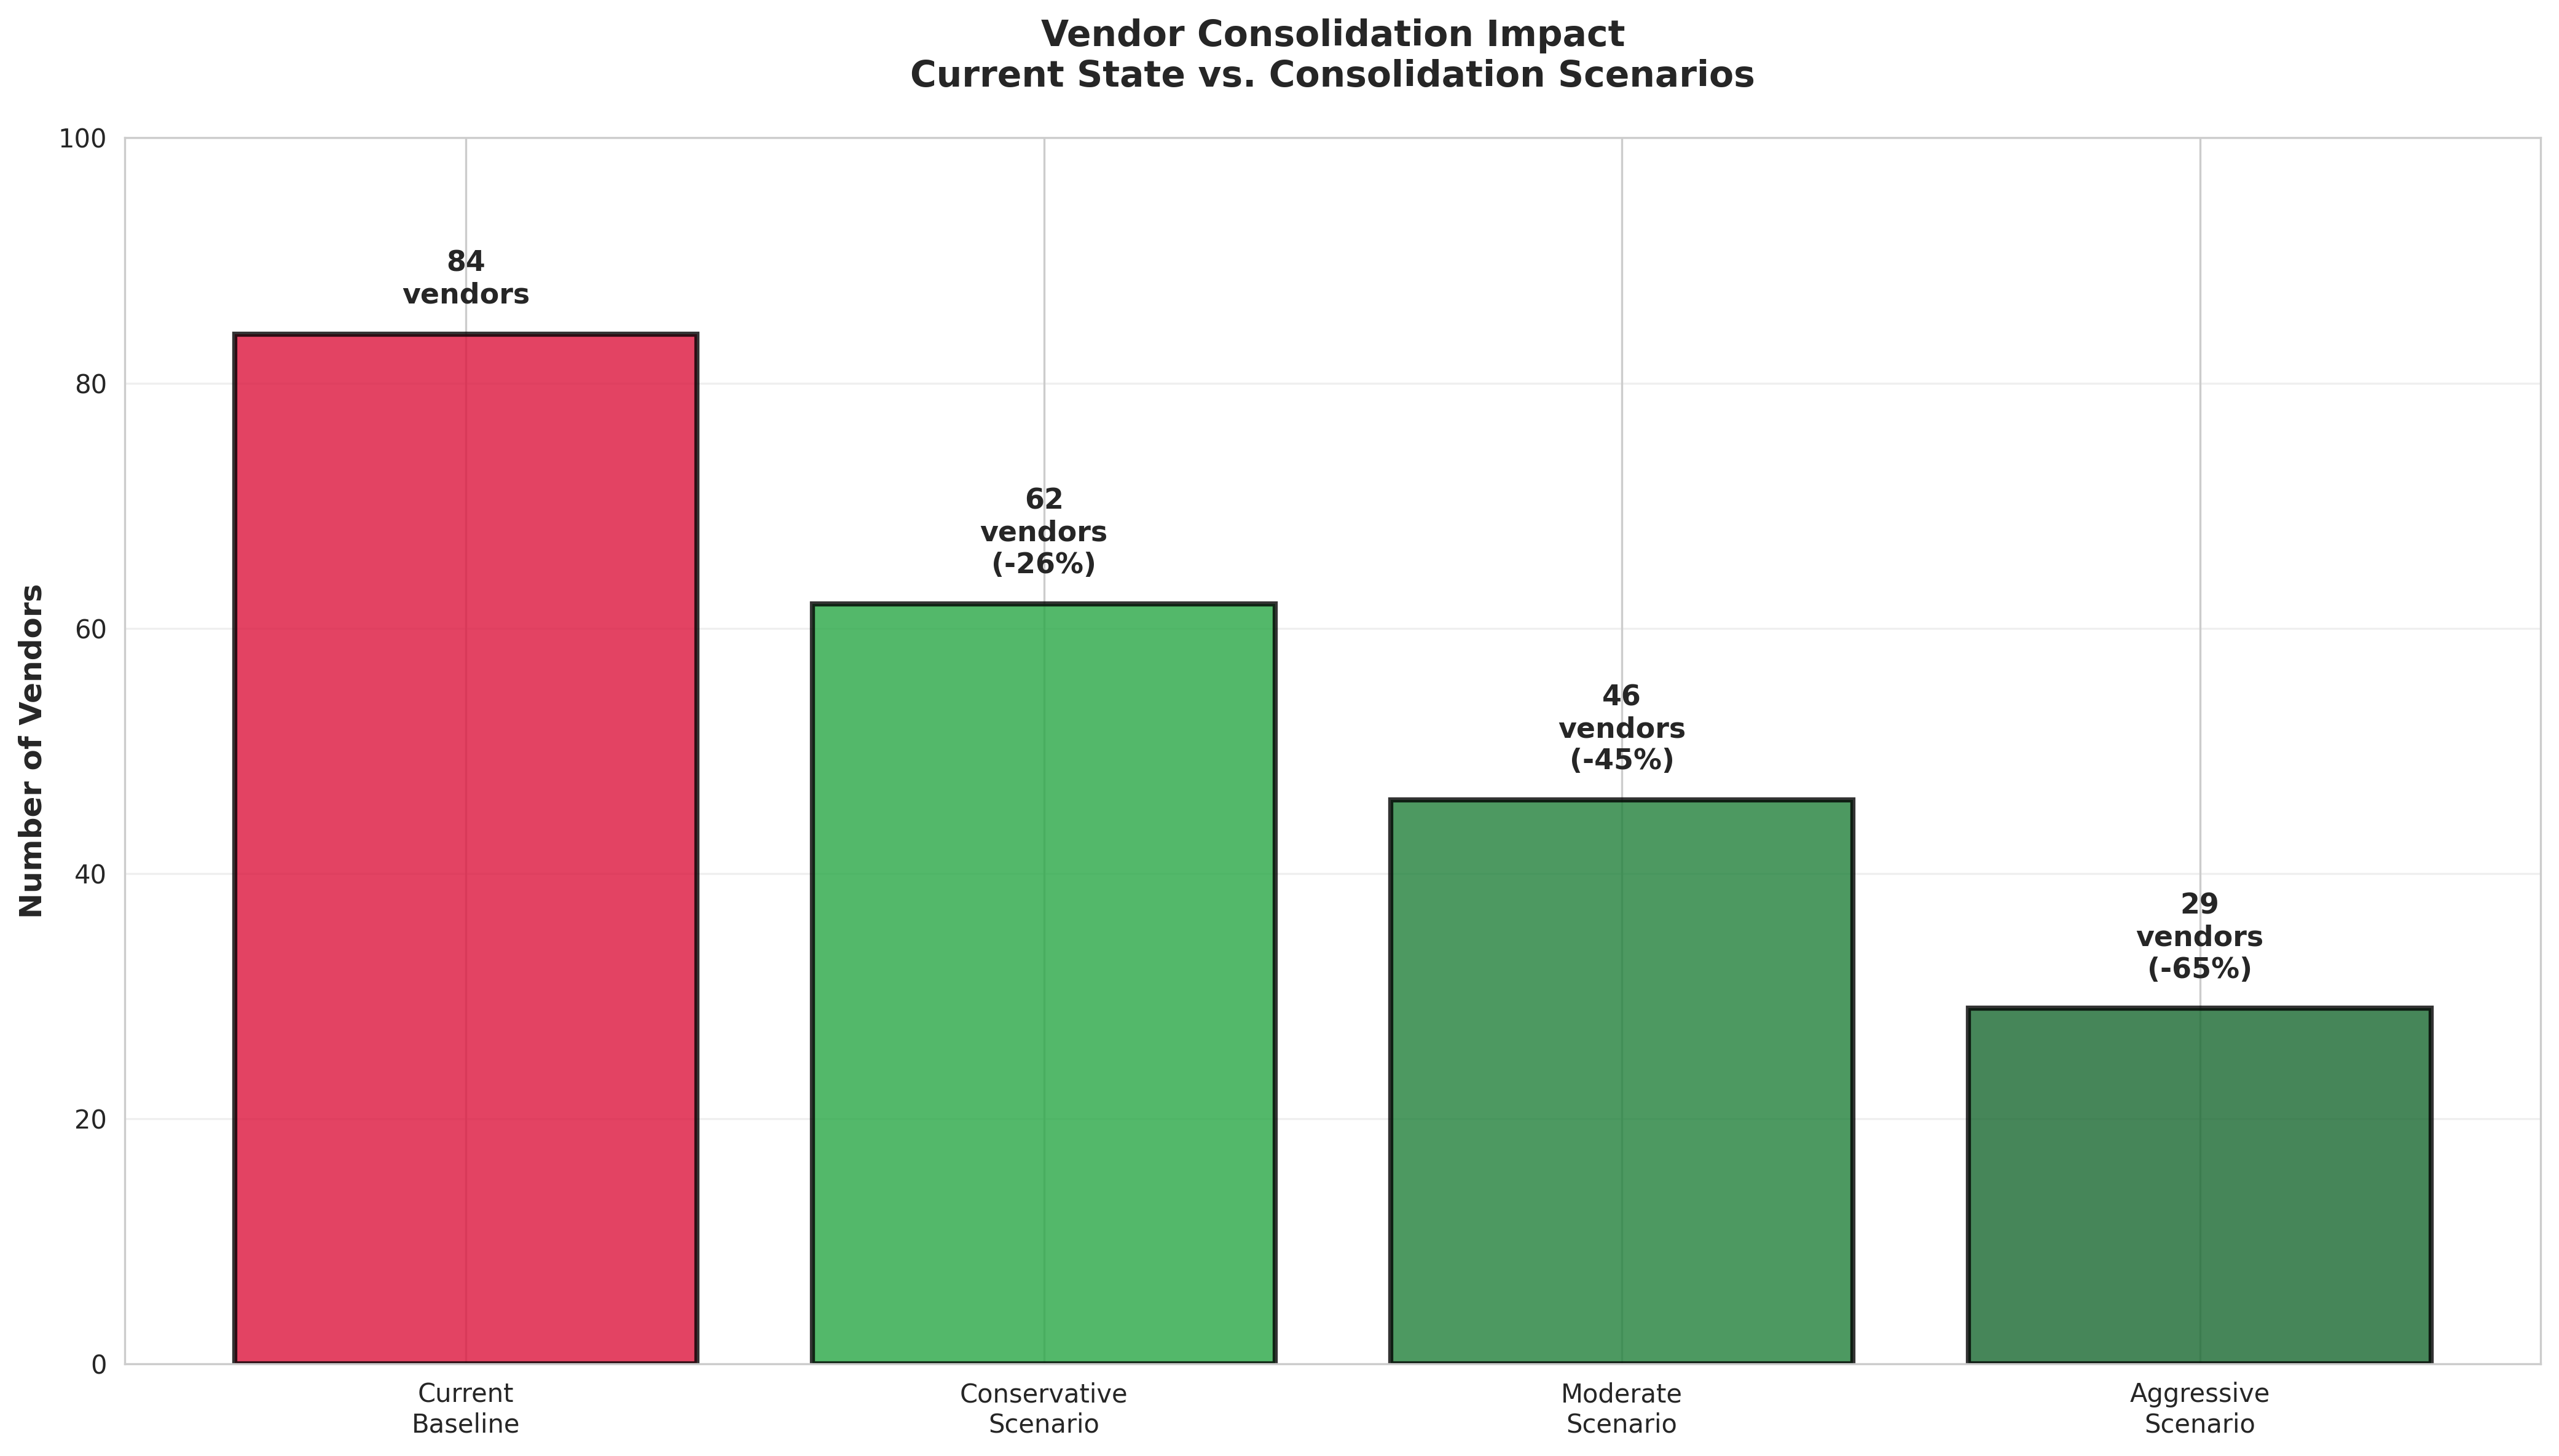 Vendor Consolidation Impact
Current State vs. Consolidation Scenarios
Number of Vendors
100
80
60
40
20
0
84
vendors
62
vendors
(-26%)
46
vendors
(-45%)
29
vendors
(-65%)
Current
Baseline
Conservative
Scenario
Moderate
Scenario
Aggressive
Scenario